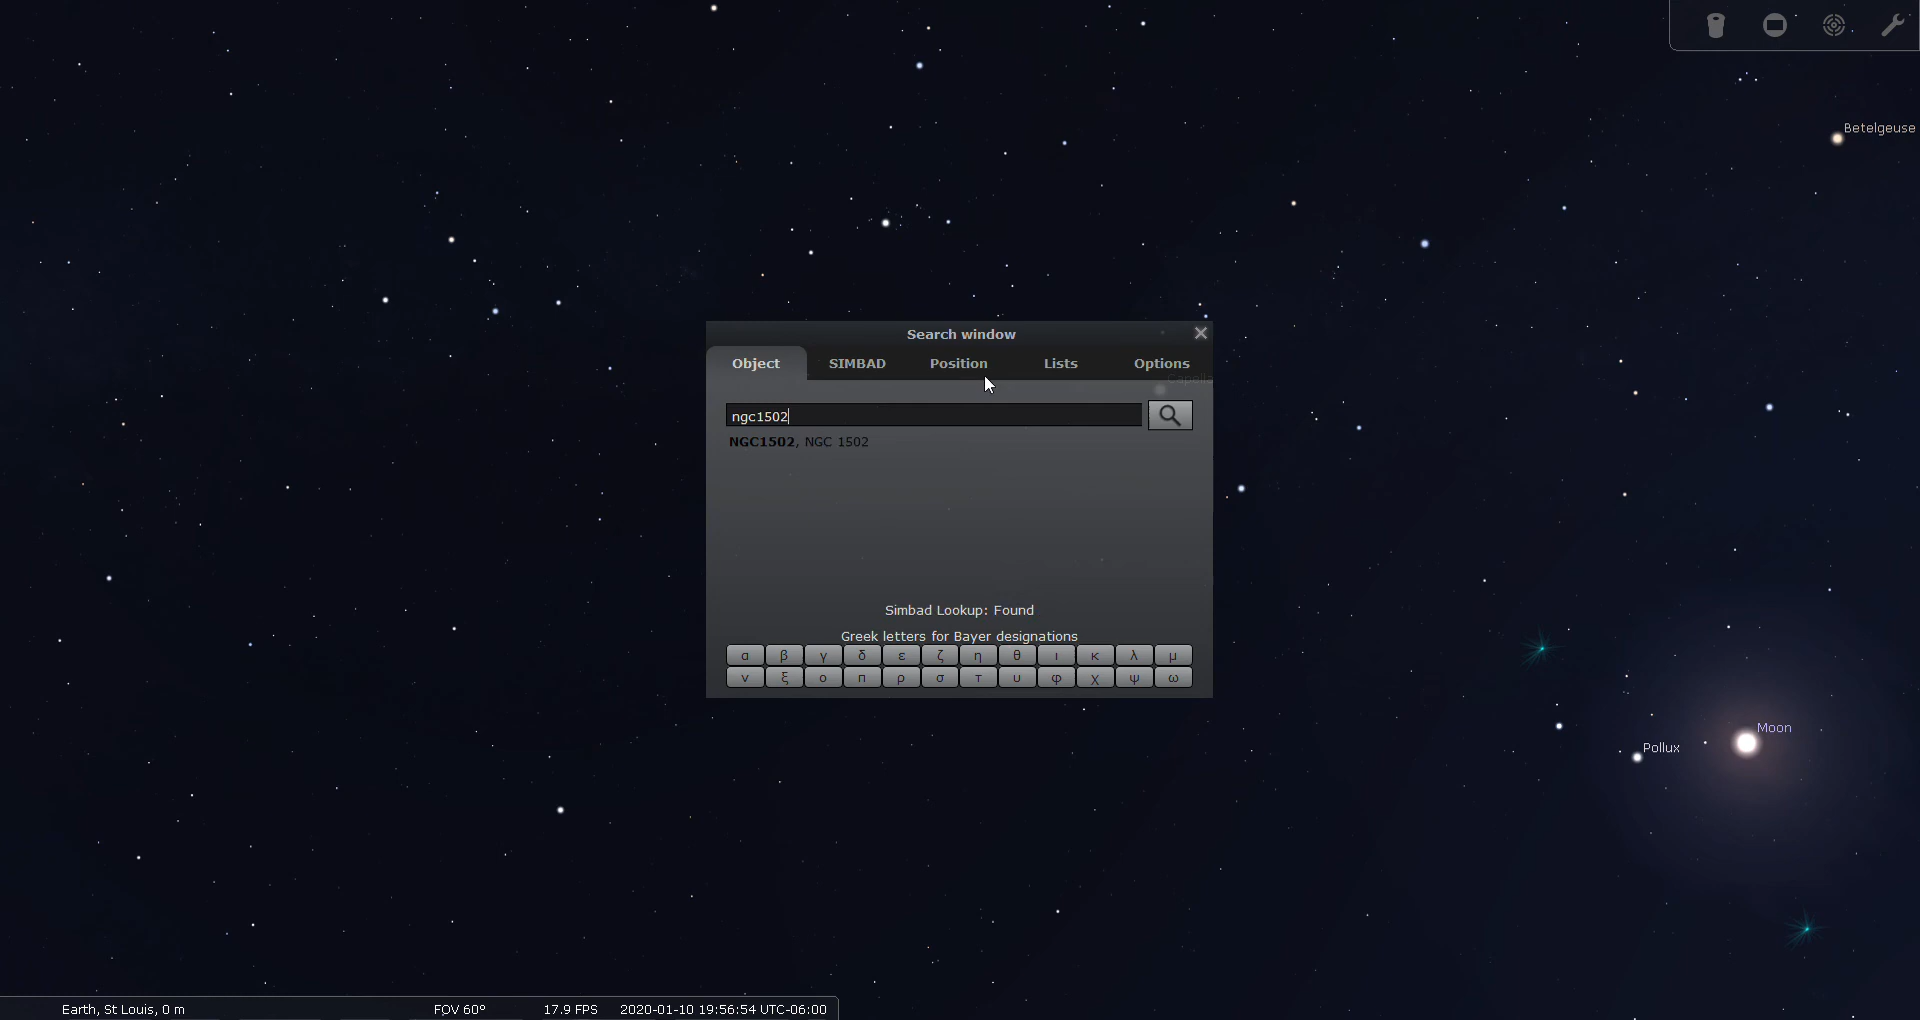 Betelgeuse
Search window
Object SIMBAD Position Lists Options
Capella
ngc1502
NGC1502, NGC 1502
Simbad Lookup: Found
Greek letters for Bayer designations
α β γ δ ε ζ η θ ι κ λ μ
ν ξ ο π ρ σ τ υ φ χ ψ ω
Moon
Pollux
Earth, St Louis, 0 m FOV 60° 17.9 FPS 2020-01-10 19:56:54 UTC-06:00